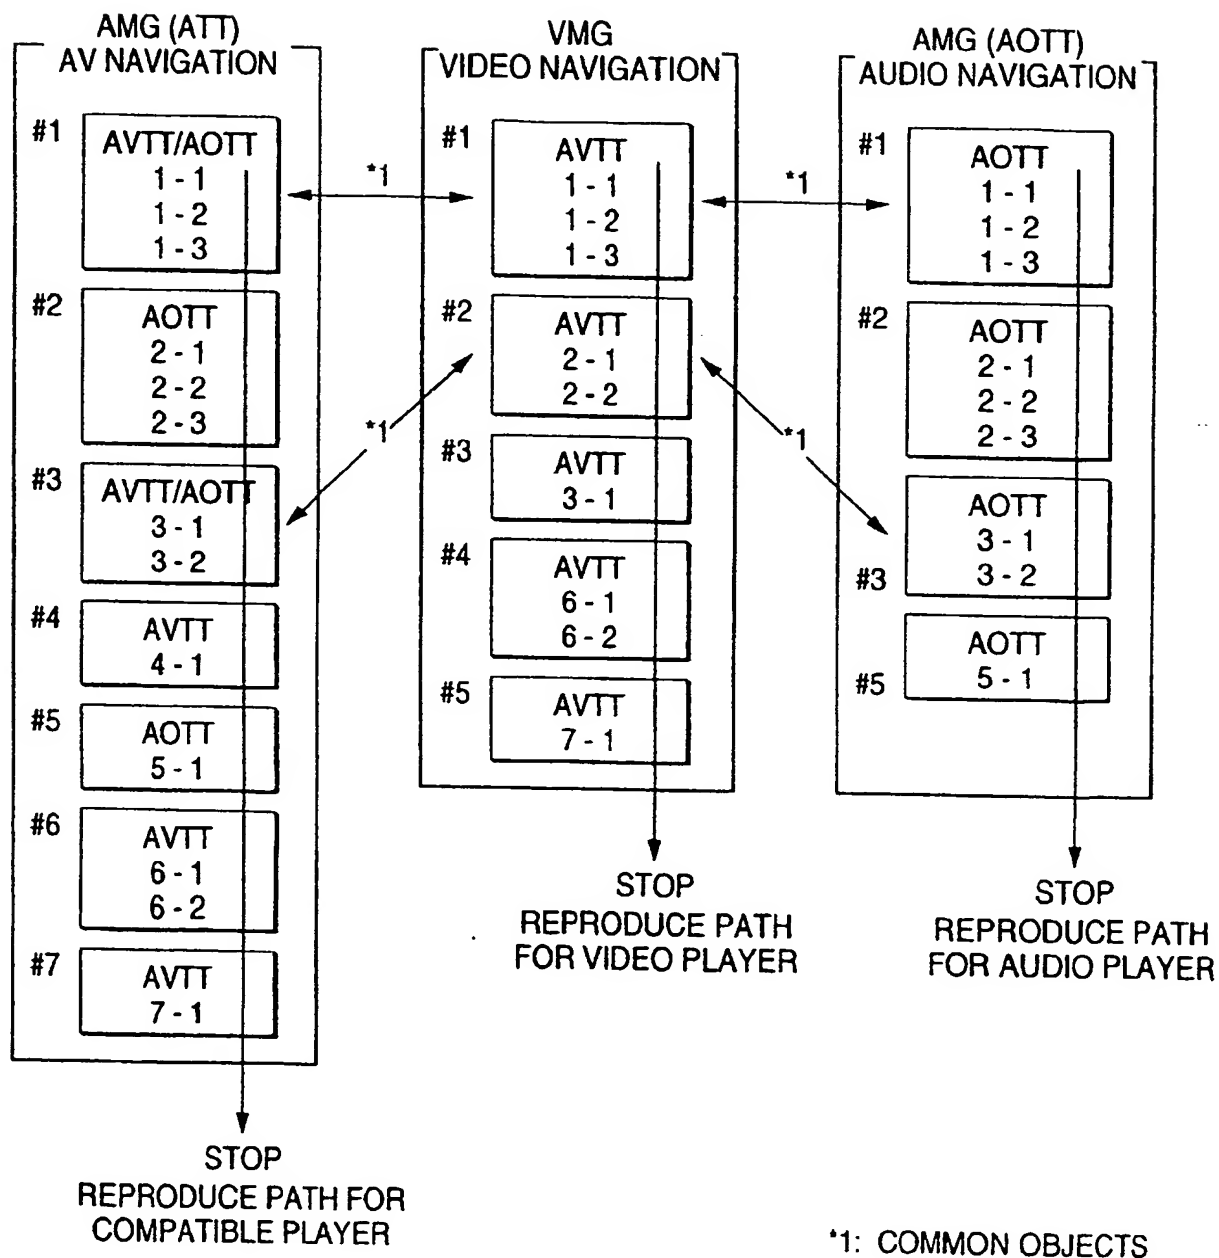 AMG (ATT)
AV NAVIGATION
#1
AVTT/AOTT
1 - 1
1 - 2
1 - 3
#2
AOTT
2 - 1
2 - 2
2 - 3
#3
AVTT/AOTT
3 - 1
3 - 2
#4
AVTT
4 - 1
#5
AOTT
5 - 1
#6
AVTT
6 - 1
6 - 2
#7
AVTT
7 - 1
STOP
REPRODUCE PATH FOR
COMPATIBLE PLAYER
*1
*1
VMG
VIDEO NAVIGATION
#1
AVTT
1 - 1
1 - 2
1 - 3
#2
AVTT
2 - 1
2 - 2
#3
AVTT
3 - 1
#4
AVTT
6 - 1
6 - 2
#5
AVTT
7 - 1
STOP
REPRODUCE PATH
FOR VIDEO PLAYER
*1
*1
AMG (AOTT)
AUDIO NAVIGATION
#1
AOTT
1 - 1
1 - 2
1 - 3
#2
AOTT
2 - 1
2 - 2
2 - 3
AOTT
3 - 1
3 - 2
#3
AOTT
5 - 1
#5
STOP
REPRODUCE PATH
FOR AUDIO PLAYER
*1: COMMON OBJECTS